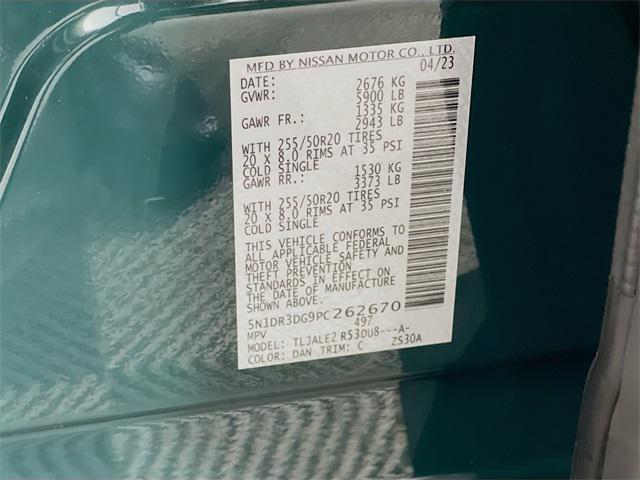 MFD BY NISSAN MOTOR CO., LTD.
DATE: 04/23
GVWR: 2676 KG
5900 LB
GAWR FR.: 1335 KG
2943 LB
WITH 255/50R20 TIRES
20 X 8.0 RIMS AT 35 PSI
COLD SINGLE
GAWR RR.: 1530 KG
3373 LB
WITH 255/50R20 TIRES
20 X 8.0 RIMS AT 35 PSI
COLD SINGLE
THIS VEHICLE CONFORMS TO
ALL APPLICABLE FEDERAL
MOTOR VEHICLE SAFETY AND
THEFT PREVENTION
STANDARDS IN EFFECT ON
THE DATE OF MANUFACTURE
SHOWN ABOVE.
5N1DR3DG9PC262670
MPV 497
MODEL: TLJALE2 R53DU8---A-
COLOR: DAN TRIM: C ZS30A